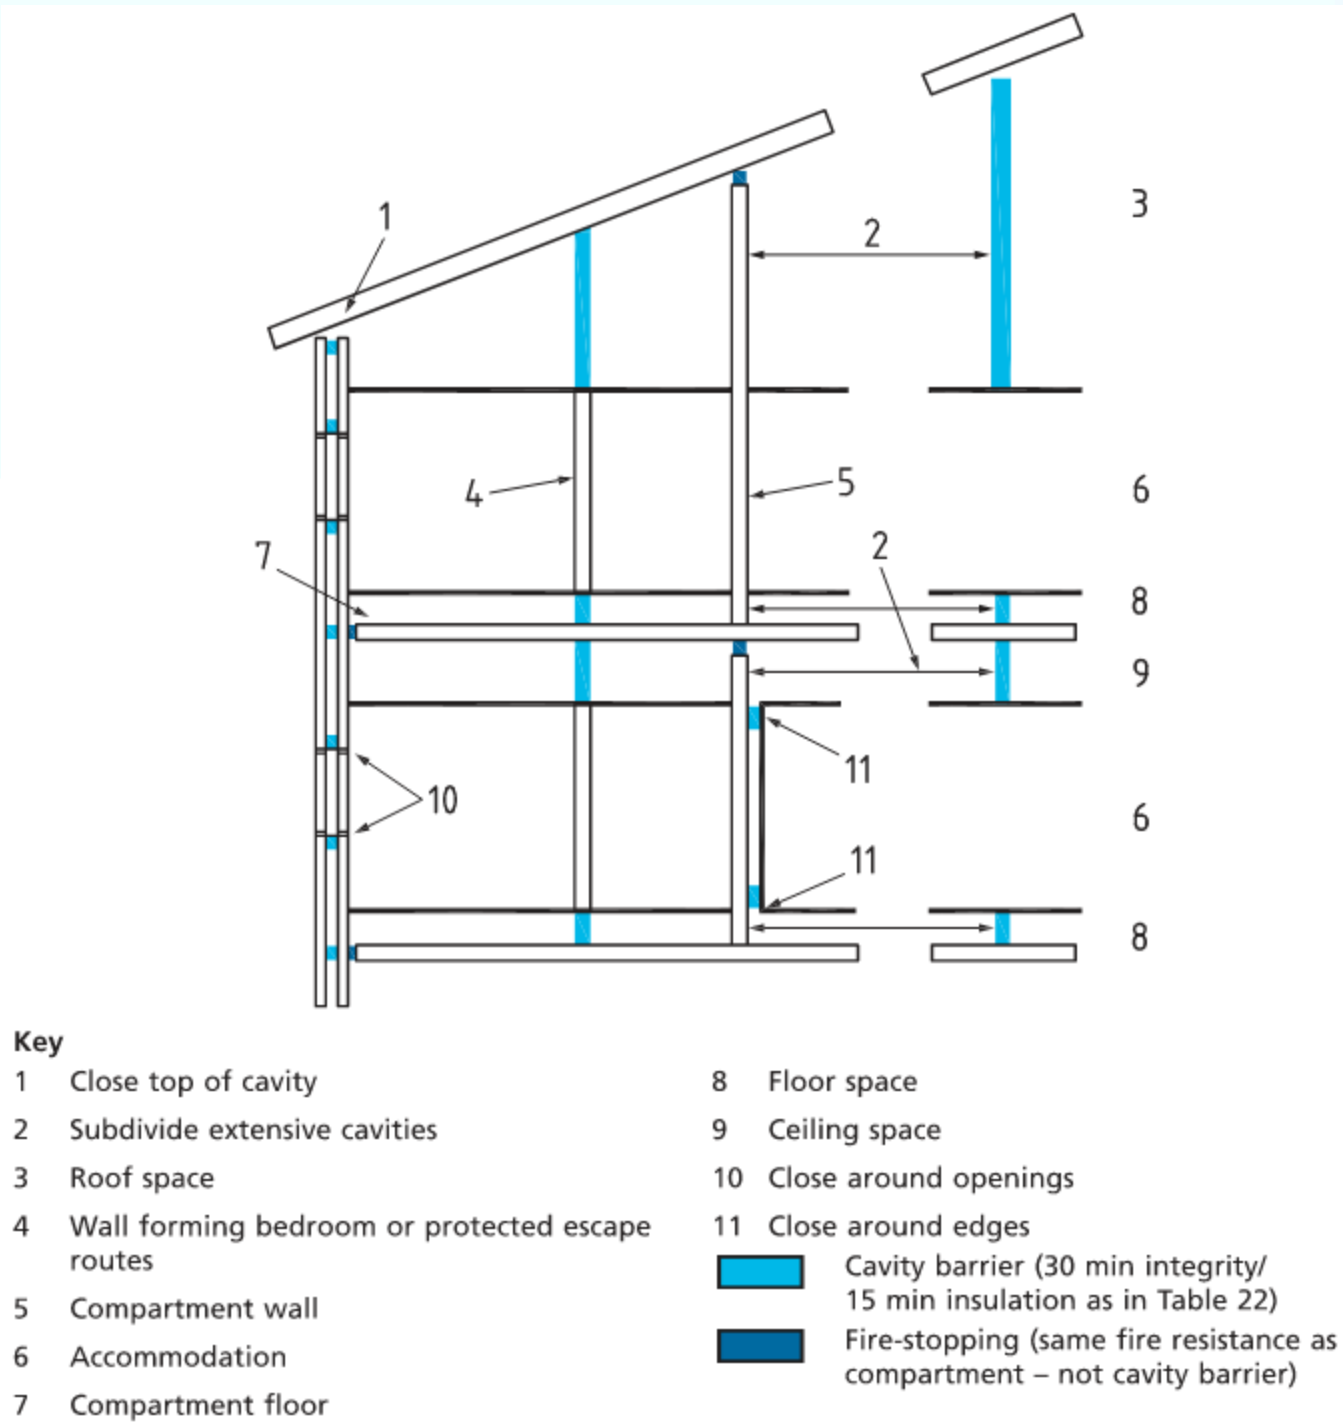 3
1
2
4
5
6
7
2
8
9
11
10
6
11
8
Key
1 Close top of cavity
2 Subdivide extensive cavities
3 Roof space
4 Wall forming bedroom or protected escape
routes
5 Compartment wall
6 Accommodation
7 Compartment floor
8 Floor space
9 Ceiling space
10 Close around openings
11 Close around edges
Cavity barrier (30 min integrity/
15 min insulation as in Table 22)
Fire-stopping (same fire resistance as
compartment – not cavity barrier)